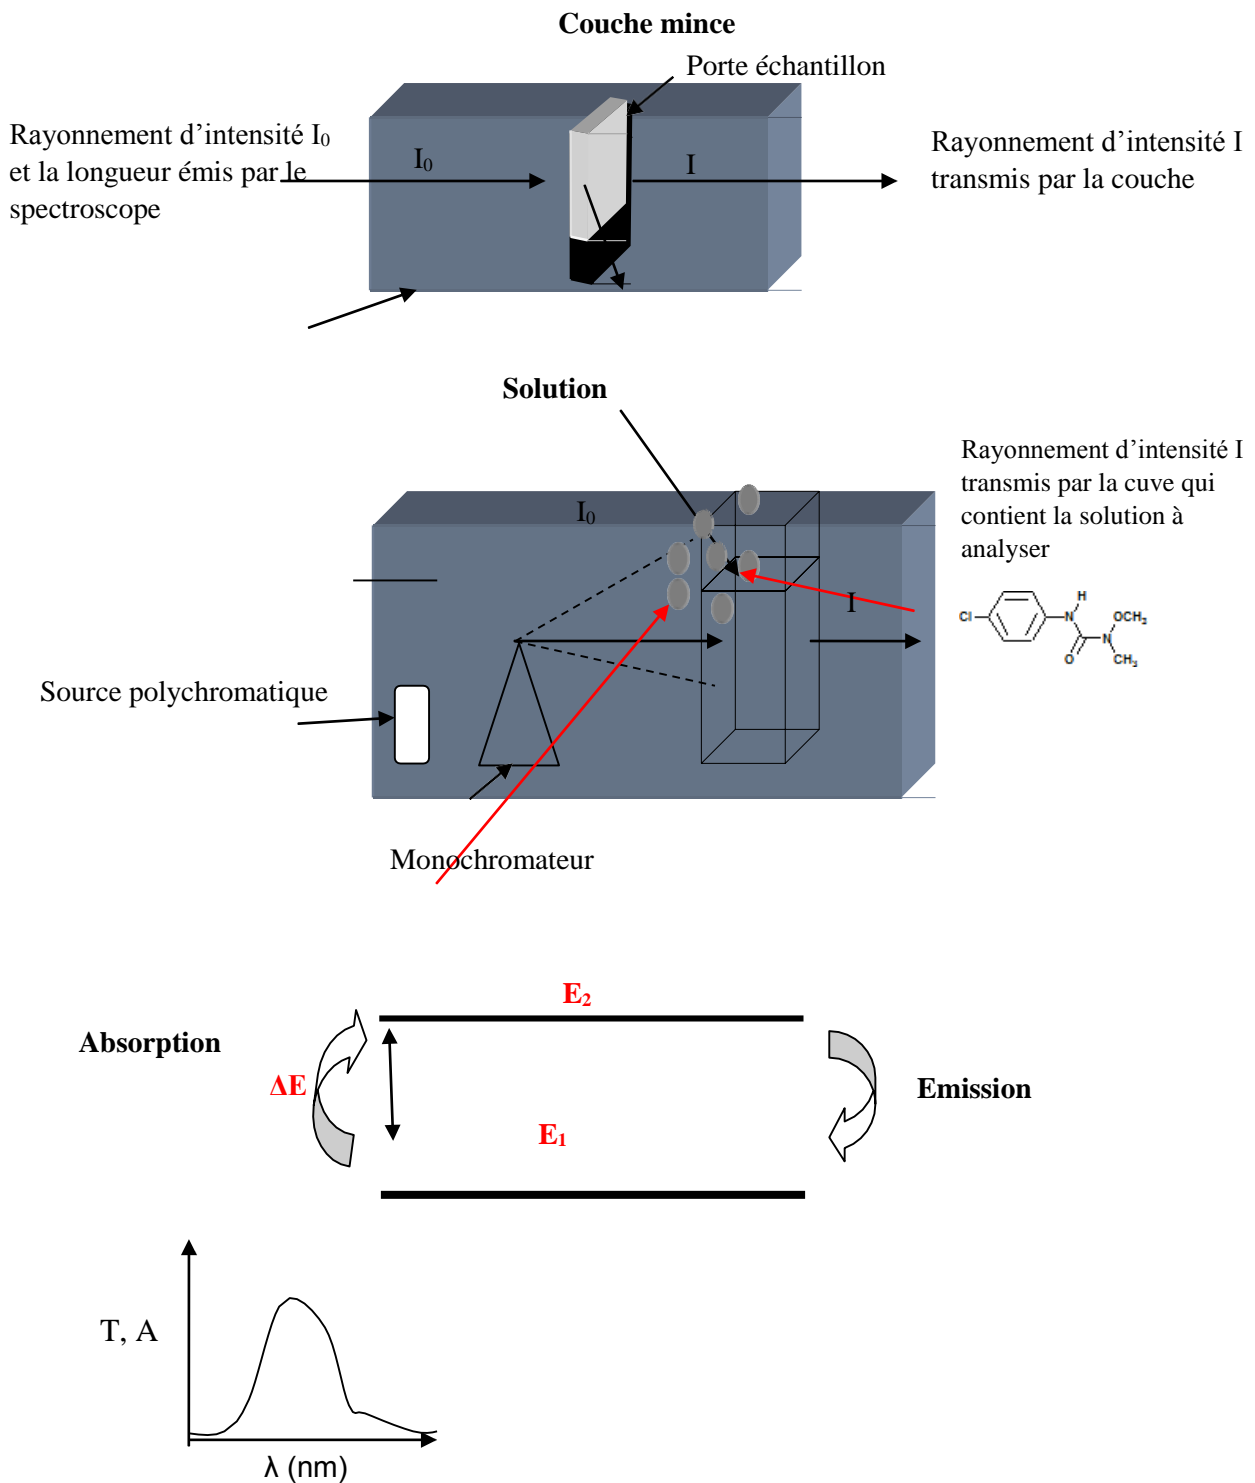 Couche mince
Porte échantillon
Rayonnement d’intensité I₀
et la longueur émis par le
spectroscope
I₀
I
Rayonnement d’intensité I
transmis par la couche
Solution
Rayonnement d’intensité I
transmis par la cuve qui
contient la solution à
analyser
I₀
I
Cl
H
N
O
N
OCH₂
CH₃
Source polychromatique
Monochromateur
E₂
Absorption
ΔE
E₁
Emission
T, A
λ (nm)